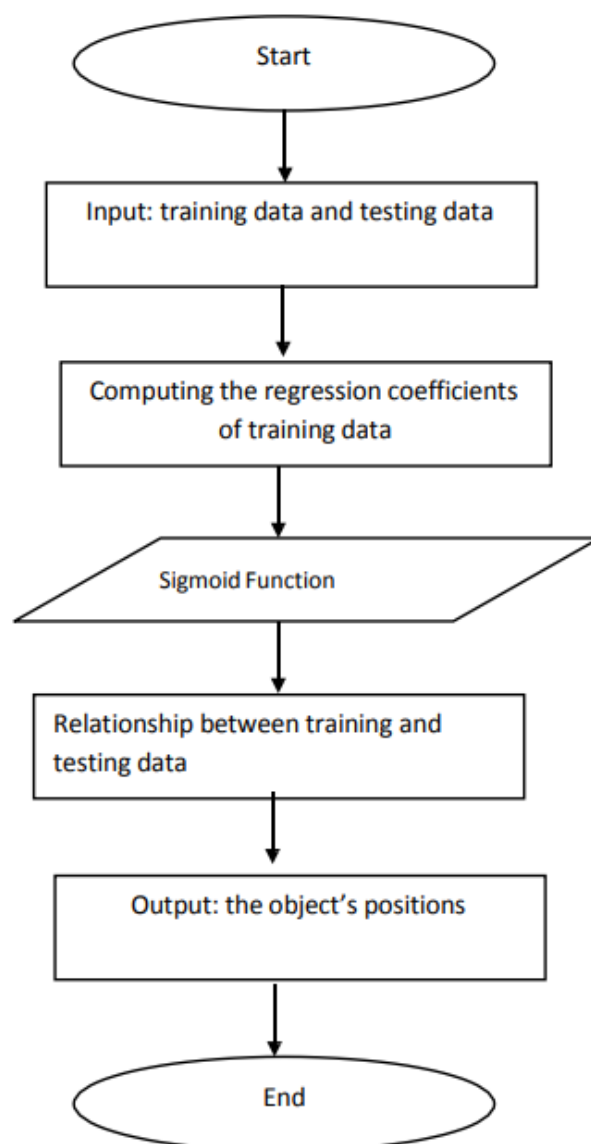 Start
Input: training data and testing data
Computing the regression coefficients
of training data
Sigmoid Function
Relationship between training and
testing data
Output: the object's positions
End